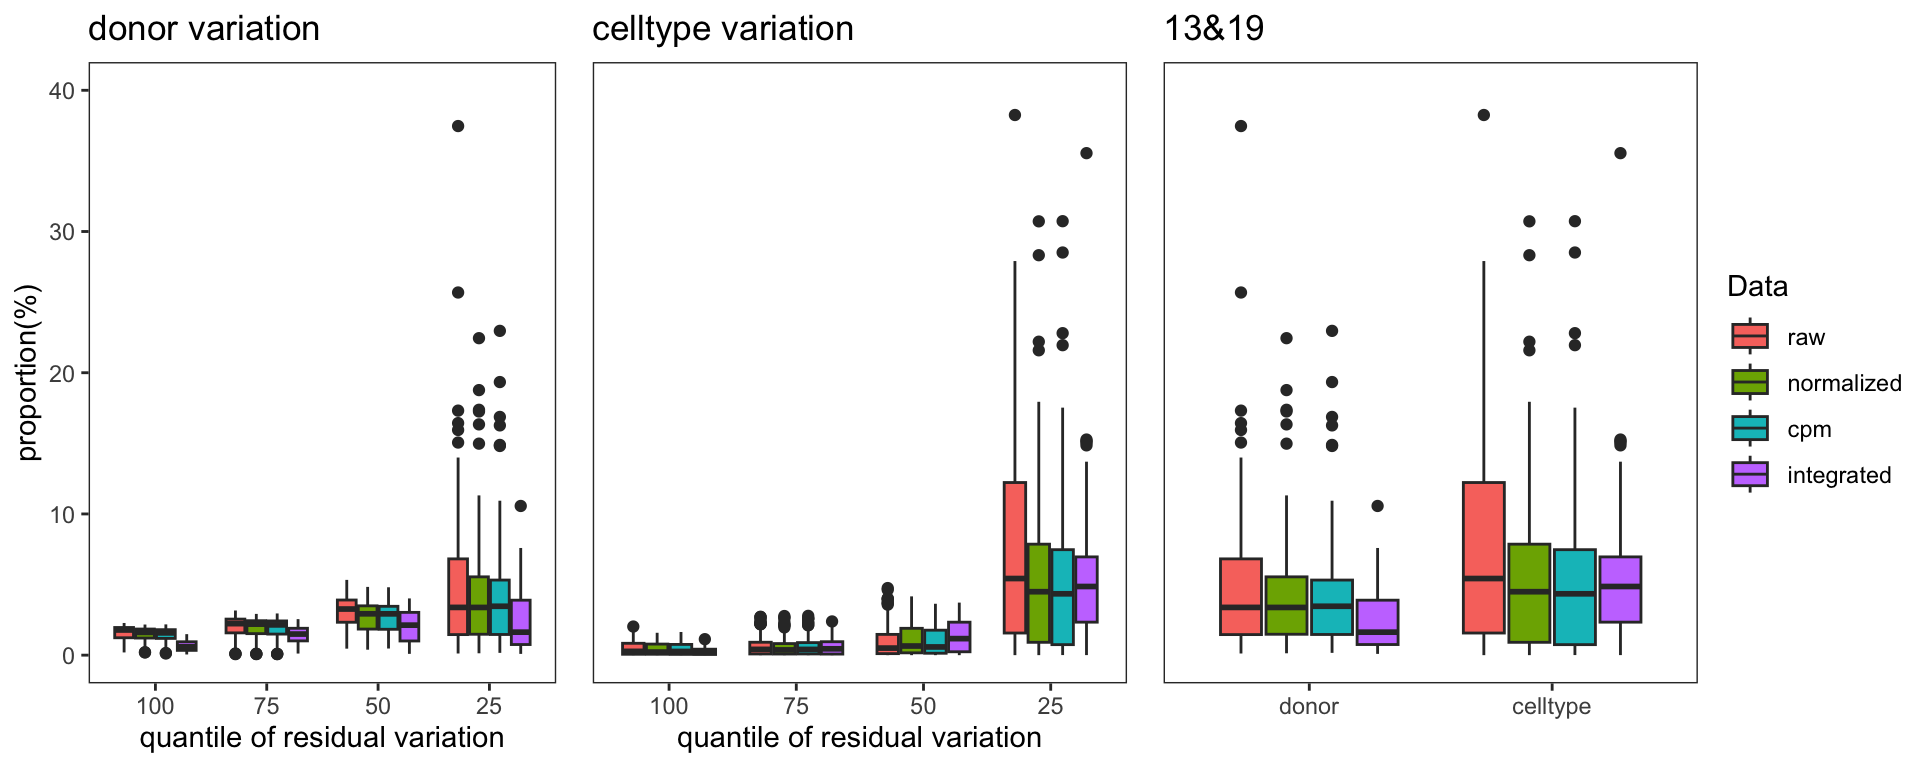 donor variation
celltype variation
13&19
proportion(%)
40
30
20
10
0
100 75 50 25
quantile of residual variation
100 75 50 25
quantile of residual variation
donor celltype
Data
raw
normalized
cpm
integrated